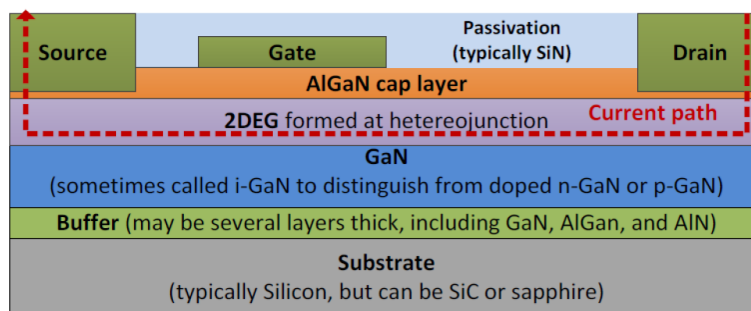 Source
Gate
Passivation
(typically SiN)
Drain
AlGaN cap layer
2DEG formed at hetereojunction
Current path
GaN
(sometimes called i-GaN to distinguish from doped n-GaN or p-GaN)
Buffer (may be several layers thick, including GaN, AlGan, and AlN)
Substrate
(typically Silicon, but can be SiC or sapphire)